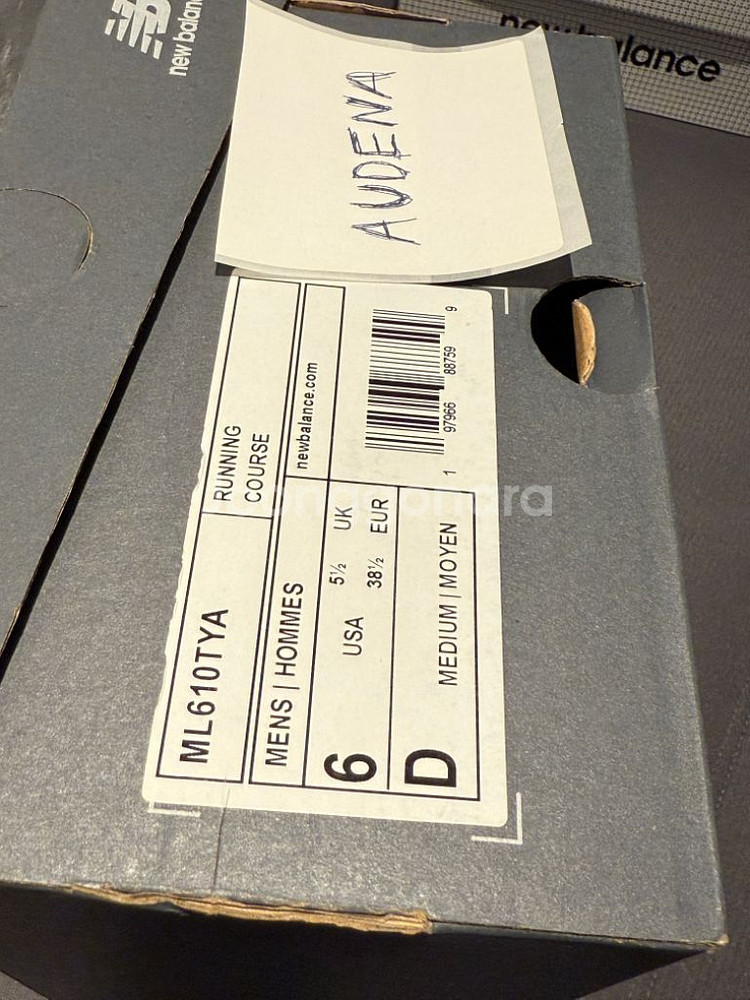 new balance
new balance
AUDENA
ML610TYA
RUNNING
COURSE
MENS | HOMMES
newbalance.com
6 USA 5½ UK
38½ EUR
D MEDIUM | MOYEN
1 97966 88759 9